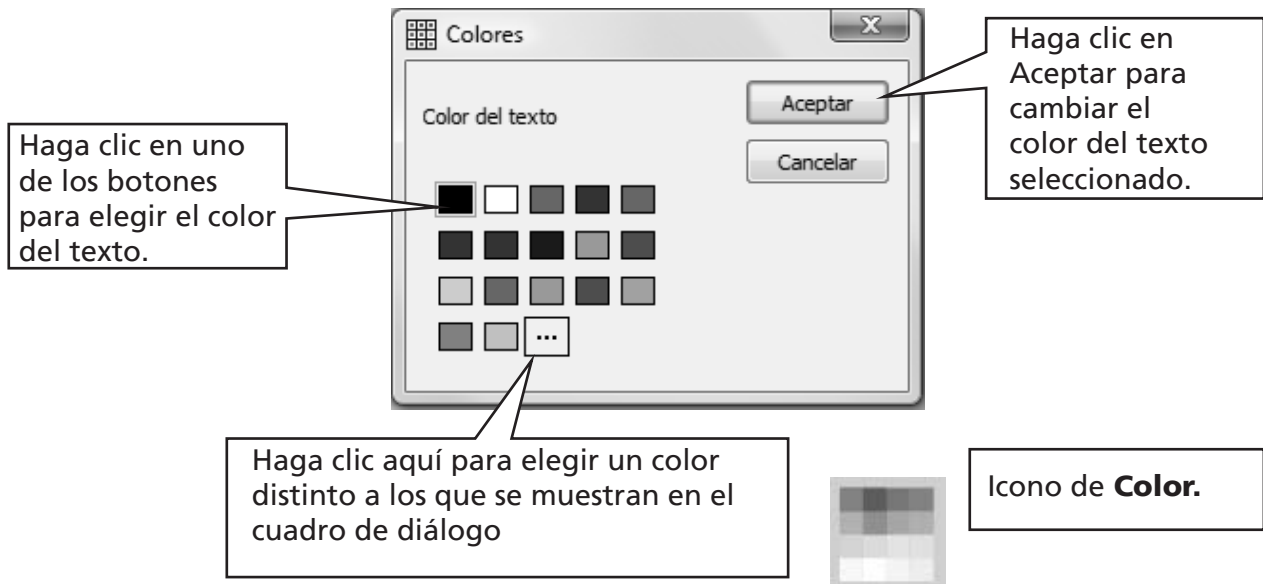 Colores
Color del texto
Aceptar
Cancelar
Haga clic en
Aceptar para
cambiar el
color del texto
seleccionado.
Haga clic en uno
de los botones
para elegir el color
del texto.
...
Haga clic aquí para elegir un color
distinto a los que se muestran en el
cuadro de diálogo
Icono de Color.